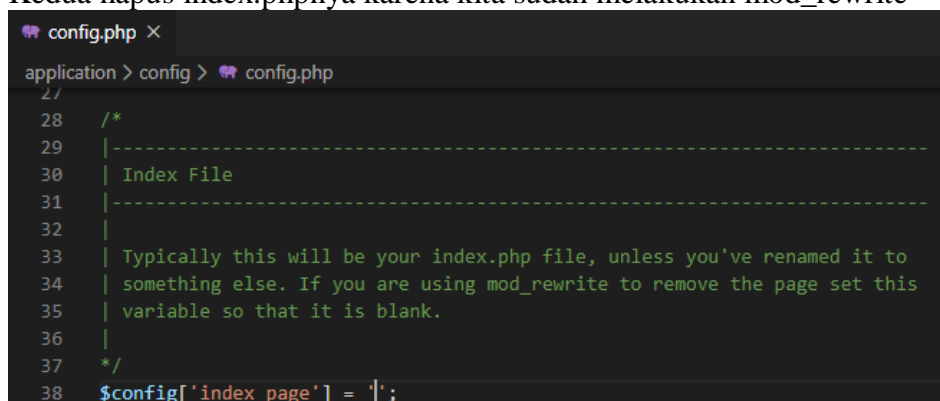 Kedua hapus index.phpnya karena kita sudah melakukan mod_rewrite
config.php ×
application > config > config.php
27
28 /*
29 |--------------------------------------------------------------------------
30 | Index File
31 |--------------------------------------------------------------------------
32 |
33 | Typically this will be your index.php file, unless you've renamed it to
34 | something else. If you are using mod_rewrite to remove the page set this
35 | variable so that it is blank.
36 |
37 */
38 $config['index_page'] = '';